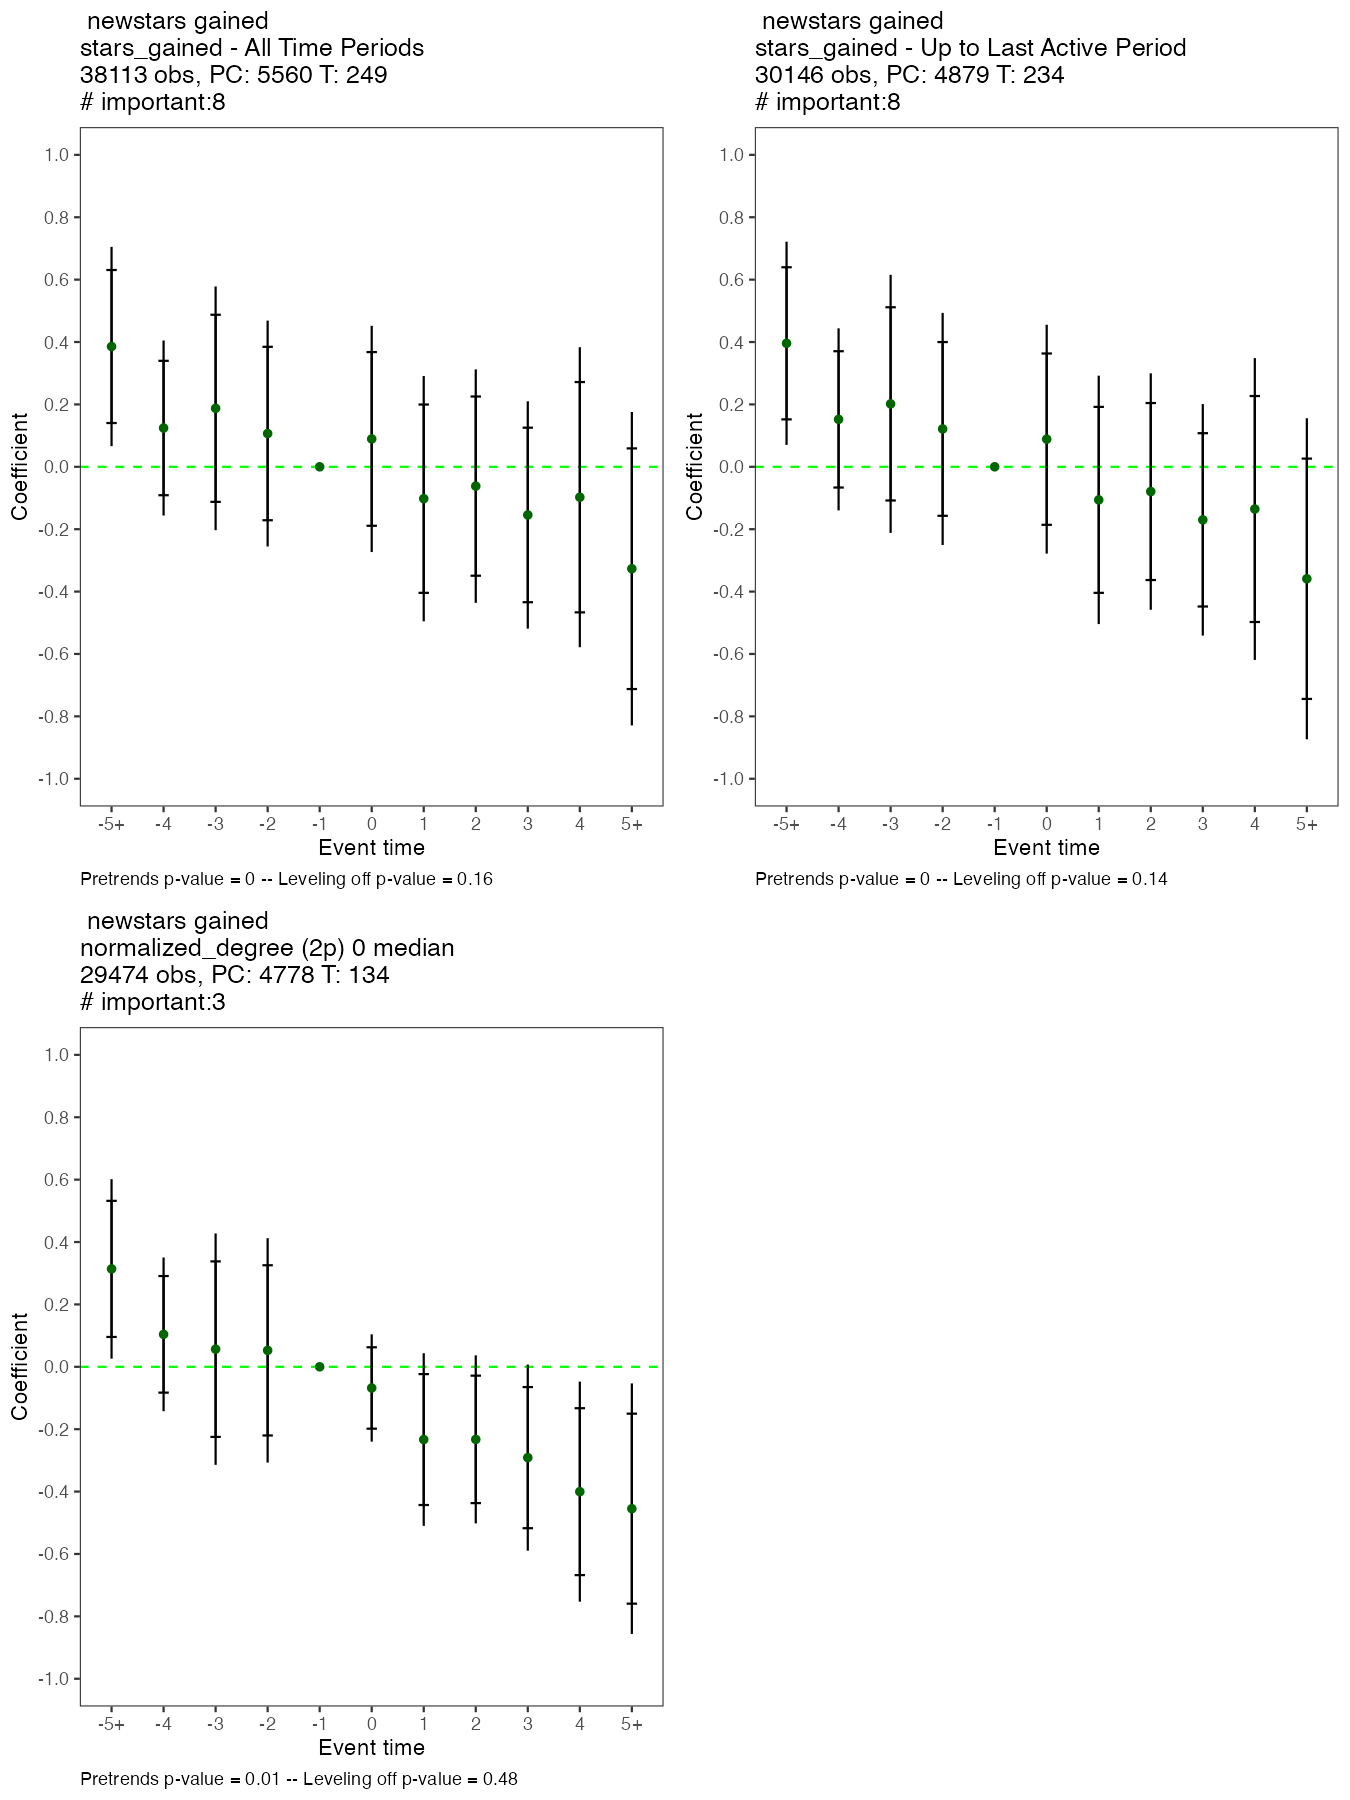 newstars gained
stars_gained - All Time Periods
38113 obs, PC: 5560 T: 249
# important:8
1.0
0.8
0.6
0.4
0.2
0.0
-0.2
-0.4
-0.6
-0.8
-1.0
Coefficient
-5+ -4 -3 -2 -1 0 1 2 3 4 5+
Event time
Pretrends p-value = 0 -- Leveling off p-value = 0.16
newstars gained
stars_gained - Up to Last Active Period
30146 obs, PC: 4879 T: 234
# important:8
1.0
0.8
0.6
0.4
0.2
0.0
-0.2
-0.4
-0.6
-0.8
-1.0
Coefficient
-5+ -4 -3 -2 -1 0 1 2 3 4 5+
Event time
Pretrends p-value = 0 -- Leveling off p-value = 0.14
newstars gained
normalized_degree (2p) 0 median
29474 obs, PC: 4778 T: 134
# important:3
1.0
0.8
0.6
0.4
0.2
0.0
-0.2
-0.4
-0.6
-0.8
-1.0
Coefficient
-5+ -4 -3 -2 -1 0 1 2 3 4 5+
Event time
Pretrends p-value = 0.01 -- Leveling off p-value = 0.48